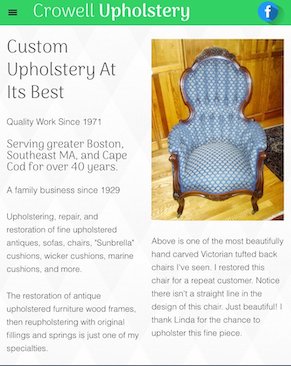 Crowell Upholstery
Custom
Upholstery At
Its Best
Quality Work Since 1971
Serving greater Boston,
Southeast MA, and Cape
Cod for over 40 years.
A family business since 1929
Upholstering, repair, and
restoration of fine upholstered
antiques, sofas, chairs, "Sunbrella"
cushions, wicker cushions, marine
cushions, and more.
The restoration of antique
upholstered furniture wood frames,
then reupholstering with original
fillings and springs is just one of my
specialties.
Above is one of the most beautifully
hand carved Victorian tufted back
chairs I've seen. I restored this
chair for a repeat customer. Notice
there isn't a straight line in the
design of this chair. Just beautiful! I
thank Linda for the chance to
upholster this fine piece.